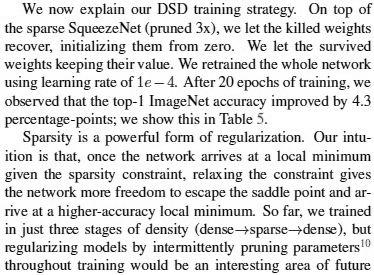 We now explain our DSD training strategy. On top of
the sparse SqueezeNet (pruned 3x), we let the killed weights
recover, initializing them from zero. We let the survived
weights keeping their value. We retrained the whole network
using learning rate of 1e − 4. After 20 epochs of training, we
observed that the top-1 ImageNet accuracy improved by 4.3
percentage-points; we show this in Table 5.
Sparsity is a powerful form of regularization. Our intu-
ition is that, once the network arrives at a local minimum
given the sparsity constraint, relaxing the constraint gives
the network more freedom to escape the saddle point and ar-
rive at a higher-accuracy local minimum. So far, we trained
in just three stages of density (dense→sparse→dense), but
regularizing models by intermittently pruning parameters¹⁰
throughout training would be an interesting area of future